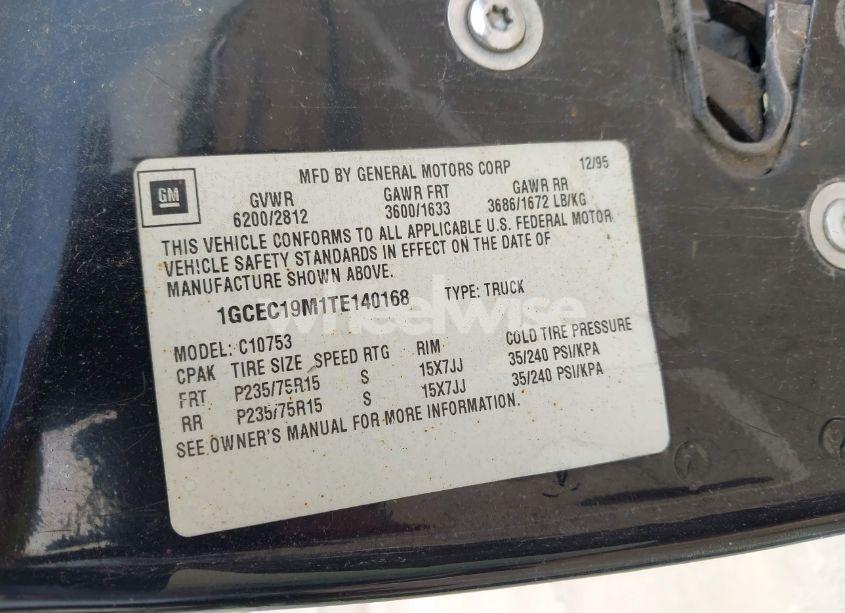 MFD BY GENERAL MOTORS CORP 12/95
GM
GVWR GAWR FRT GAWR RR
6200/2812 3600/1633 3686/1672 LB/KG
THIS VEHICLE CONFORMS TO ALL APPLICABLE U.S. FEDERAL MOTOR
VEHICLE SAFETY STANDARDS IN EFFECT ON THE DATE OF
MANUFACTURE SHOWN ABOVE.
1GCEC19M1TE140168 TYPE: TRUCK
wheelwise
MODEL: C10753
CPAK TIRE SIZE SPEED RTG RIM COLD TIRE PRESSURE
FRT P235/75R15 S 15X7JJ 35/240 PSI/KPA
RR P235/75R15 S 15X7JJ 35/240 PSI/KPA
SEE OWNER'S MANUAL FOR MORE INFORMATION.